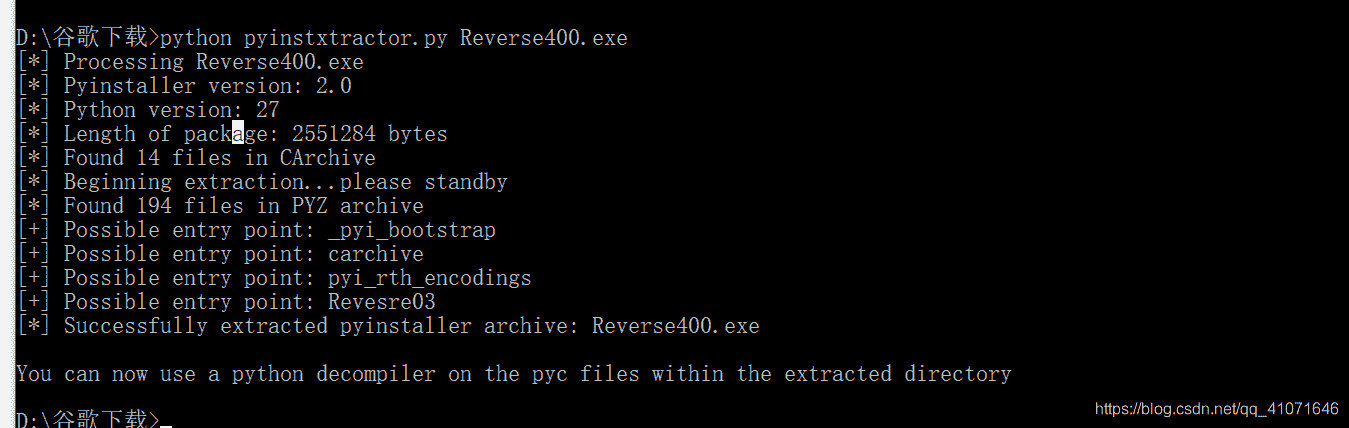 D:\谷歌下载>python pyinstxtractor.py Reverse400.exe
[*] Processing Reverse400.exe
[*] Pyinstaller version: 2.0
[*] Python version: 27
[*] Length of package: 2551284 bytes
[*] Found 14 files in CArchive
[*] Beginning extraction...please standby
[*] Found 194 files in PYZ archive
[+] Possible entry point: _pyi_bootstrap
[+] Possible entry point: carchive
[+] Possible entry point: pyi_rth_encodings
[+] Possible entry point: Revesre03
[*] Successfully extracted pyinstaller archive: Reverse400.exe
You can now use a python decompiler on the pyc files within the extracted directory
D:\谷歌下载>_
https://blog.csdn.net/qq_41071646